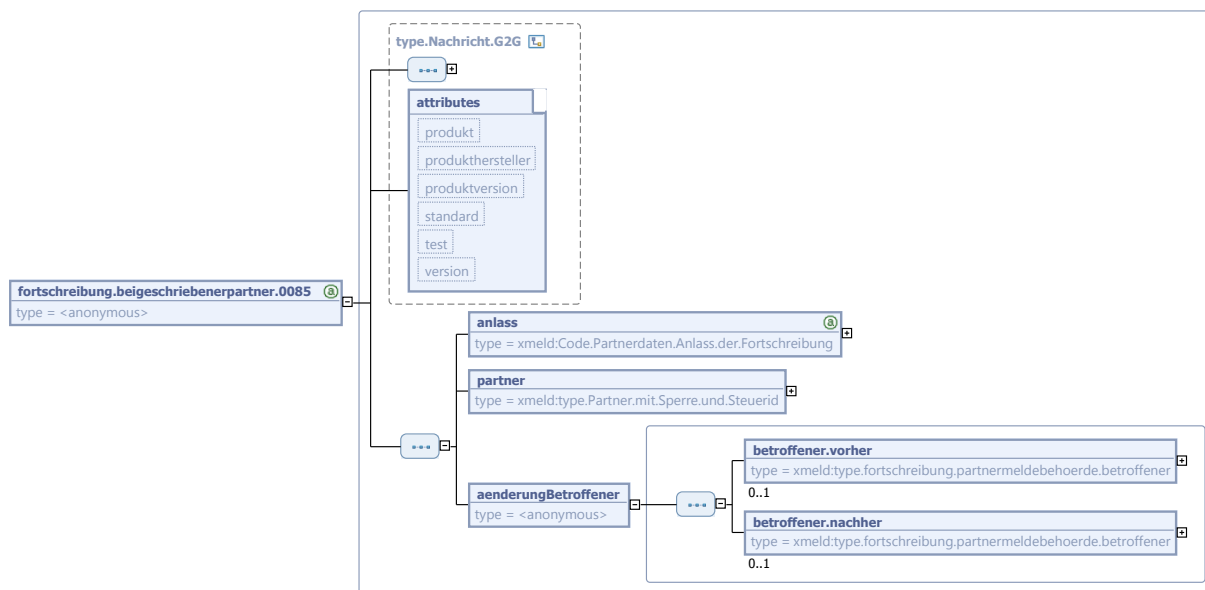 type.Nachricht.G2G
attributes
produkt
produkthersteller
produktversion
standard
test
version
fortschreibung.beigeschriebenerpartner.0085 a
type = <anonymous>
anlass a
type = xmeld:Code.Partnerdaten.Anlass.der.Fortschreibung
partner
type = xmeld:type.Partner.mit.Sperre.und.Steuerid
aenderungBetroffener
type = <anonymous>
betroffener.vorher
type = xmeld:type.fortschreibung.partnermeldebehoerde.betroffener
0..1
betroffener.nachher
type = xmeld:type.fortschreibung.partnermeldebehoerde.betroffener
0..1